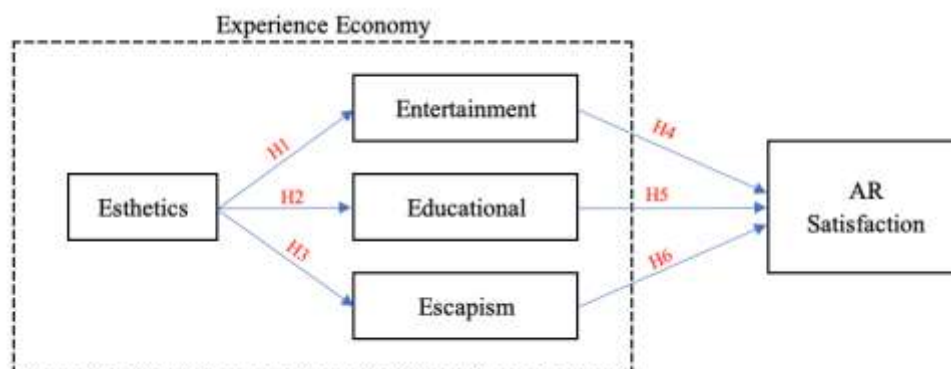 Experience Economy
Entertainment
H1
H4
Esthetics
H2
Educational
H5
AR
Satisfaction
H3
Escapism
H6